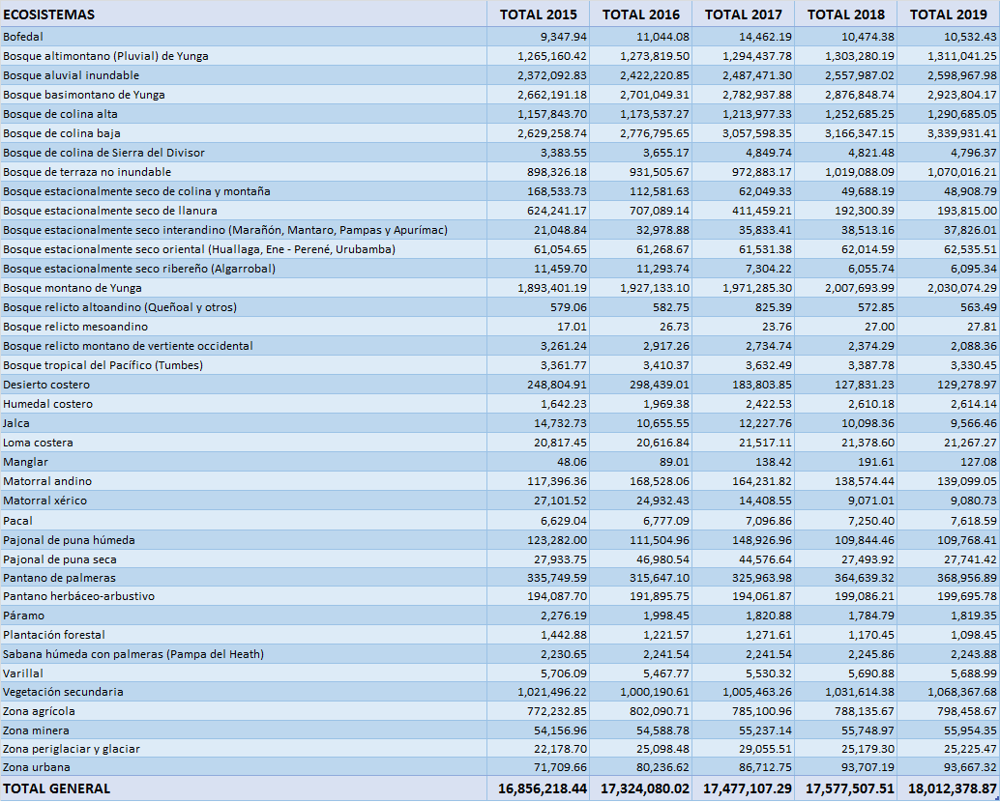 ECOSISTEMAS TOTAL 2015 TOTAL 2016 TOTAL 2017 TOTAL 2018 TOTAL 2019
Bofedal 9,347.94 11,044.08 14,462.19 10,474.38 10,532.43
Bosque altimontano (Pluvial) de Yunga 1,265,160.42 1,273,819.50 1,294,437.78 1,303,280.19 1,311,041.25
Bosque aluvial inundable 2,372,092.83 2,422,220.85 2,487,471.30 2,557,987.02 2,598,967.98
Bosque basimontano de Yunga 2,662,191.18 2,701,049.31 2,782,937.88 2,876,848.74 2,923,804.17
Bosque de colina alta 1,157,843.70 1,173,537.27 1,213,977.33 1,252,685.25 1,290,685.05
Bosque de colina baja 2,629,258.74 2,776,795.65 3,057,598.35 3,166,347.15 3,339,931.41
Bosque de colina de Sierra del Divisor 3,383.55 3,655.17 4,849.74 4,821.48 4,796.37
Bosque de terraza no inundable 898,326.18 931,505.67 972,883.17 1,019,088.09 1,070,016.21
Bosque estacionalmente seco de colina y montaña 168,533.73 112,581.63 62,049.33 49,688.19 48,908.79
Bosque estacionalmente seco de llanura 624,241.17 707,089.14 411,459.21 192,300.39 193,815.00
Bosque estacionalmente seco interandino (Marañón, Mantaro, Pampas y Apurímac) 21,048.84 32,978.88 35,833.41 38,513.16 37,826.01
Bosque estacionalmente seco oriental (Huallaga, Ene - Perené, Urubamba) 61,054.65 61,268.67 61,531.38 62,014.59 62,535.51
Bosque estacionalmente seco ribereño (Algarrobal) 11,459.70 11,293.74 7,304.22 6,055.74 6,095.34
Bosque montano de Yunga 1,893,401.19 1,927,133.10 1,971,285.30 2,007,693.99 2,030,074.29
Bosque relicto altoandino (Queñoal y otros) 579.06 582.75 825.39 572.85 563.49
Bosque relicto mesoandino 17.01 26.73 23.76 27.00 27.81
Bosque relicto montano de vertiente occidental 3,261.24 2,917.26 2,734.74 2,374.29 2,088.36
Bosque tropical del Pacífico (Tumbes) 3,361.77 3,410.37 3,632.49 3,387.78 3,330.45
Desierto costero 248,804.91 298,439.01 183,803.85 127,831.23 129,278.97
Humedal costero 1,642.23 1,969.38 2,422.53 2,610.18 2,614.14
Jalca 14,732.73 10,655.55 12,227.76 10,098.36 9,566.46
Loma costera 20,817.45 20,616.84 21,517.11 21,378.60 21,267.27
Manglar 48.06 89.01 138.42 191.61 127.08
Matorral andino 117,396.36 168,528.06 164,231.82 138,574.44 139,099.05
Matorral xérico 27,101.52 24,932.43 14,408.55 9,071.01 9,080.73
Pacal 6,629.04 6,777.09 7,096.86 7,250.40 7,618.59
Pajonal de puna húmeda 123,282.00 111,504.96 148,926.96 109,844.46 109,768.41
Pajonal de puna seca 27,933.75 46,980.54 44,576.64 27,493.92 27,741.42
Pantano de palmeras 335,749.59 315,647.10 325,963.98 364,639.32 368,956.89
Pantano herbáceo-arbustivo 194,087.70 191,895.75 194,061.87 199,086.21 199,695.78
Páramo 2,276.19 1,998.45 1,820.88 1,784.79 1,819.35
Plantación forestal 1,442.88 1,221.57 1,271.61 1,170.45 1,098.45
Sabana húmeda con palmeras (Pampa del Heath) 2,230.65 2,241.54 2,241.54 2,245.86 2,243.88
Varillal 5,706.09 5,467.77 5,530.32 5,690.88 5,688.99
Vegetación secundaria 1,021,496.22 1,000,190.61 1,005,463.26 1,031,614.38 1,068,367.68
Zona agrícola 772,232.85 802,090.71 785,100.96 788,135.67 798,458.67
Zona minera 54,156.96 54,588.78 55,237.14 55,748.97 55,954.35
Zona periglaciar y glaciar 22,178.70 25,098.48 29,055.51 25,179.30 25,225.47
Zona urbana 71,709.66 80,236.62 86,712.75 93,707.19 93,667.32
TOTAL GENERAL 16,856,218.44 17,324,080.02 17,477,107.29 17,577,507.51 18,012,378.87